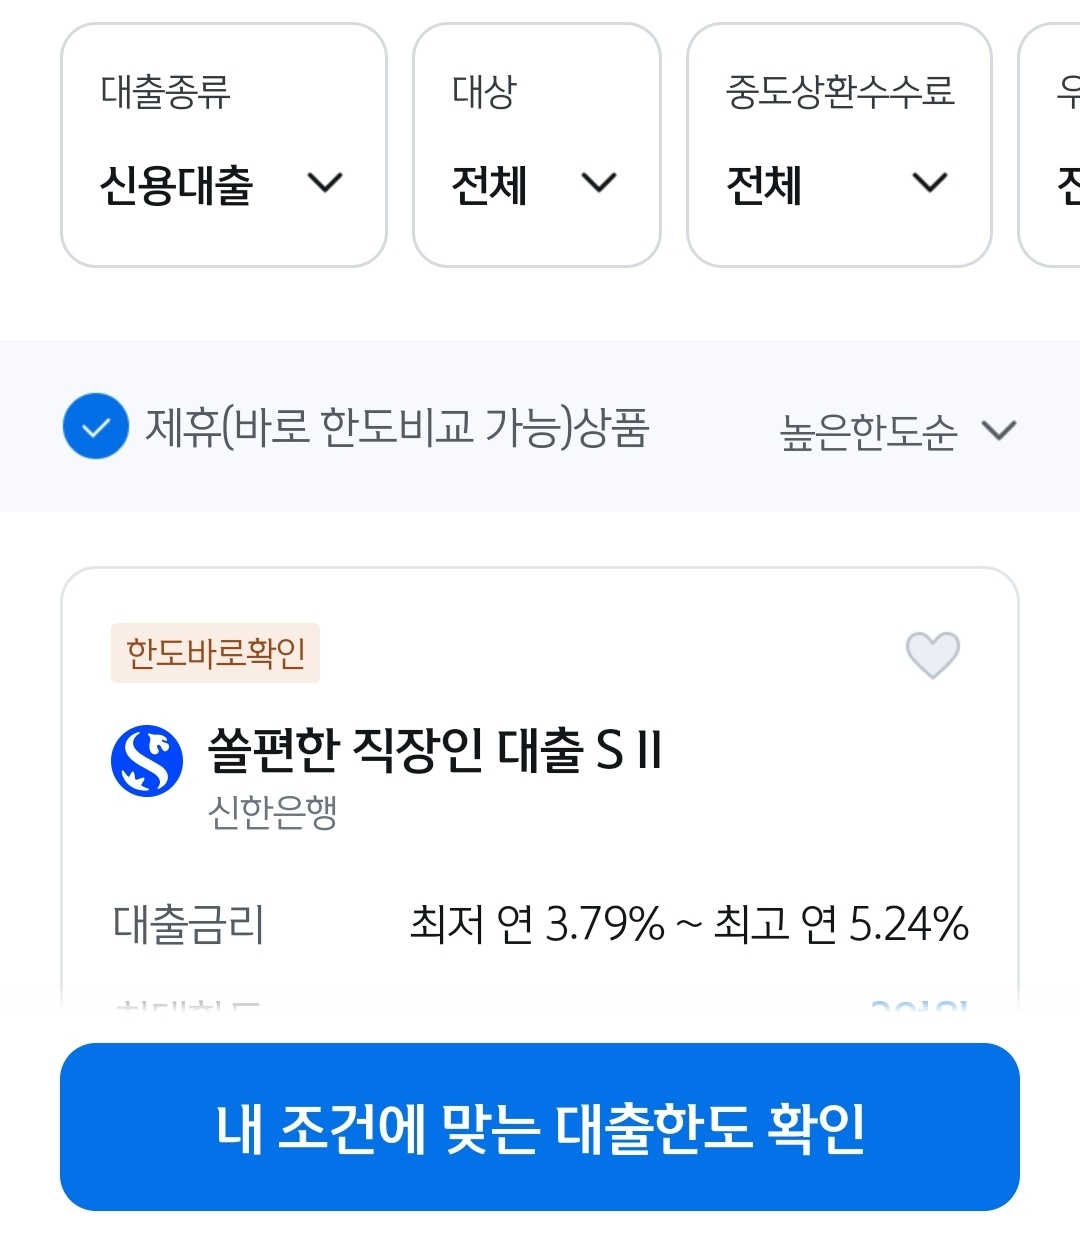 대출종류
신용대출
대상
전체
중도상환수수료
전체
제휴(바로 한도비교 가능)상품
높은한도순
한도바로확인
쏠편한 직장인 대출 S II
신한은행
대출금리 최저 연 3.79% ~ 최고 연 5.24%
내 조건에 맞는 대출한도 확인